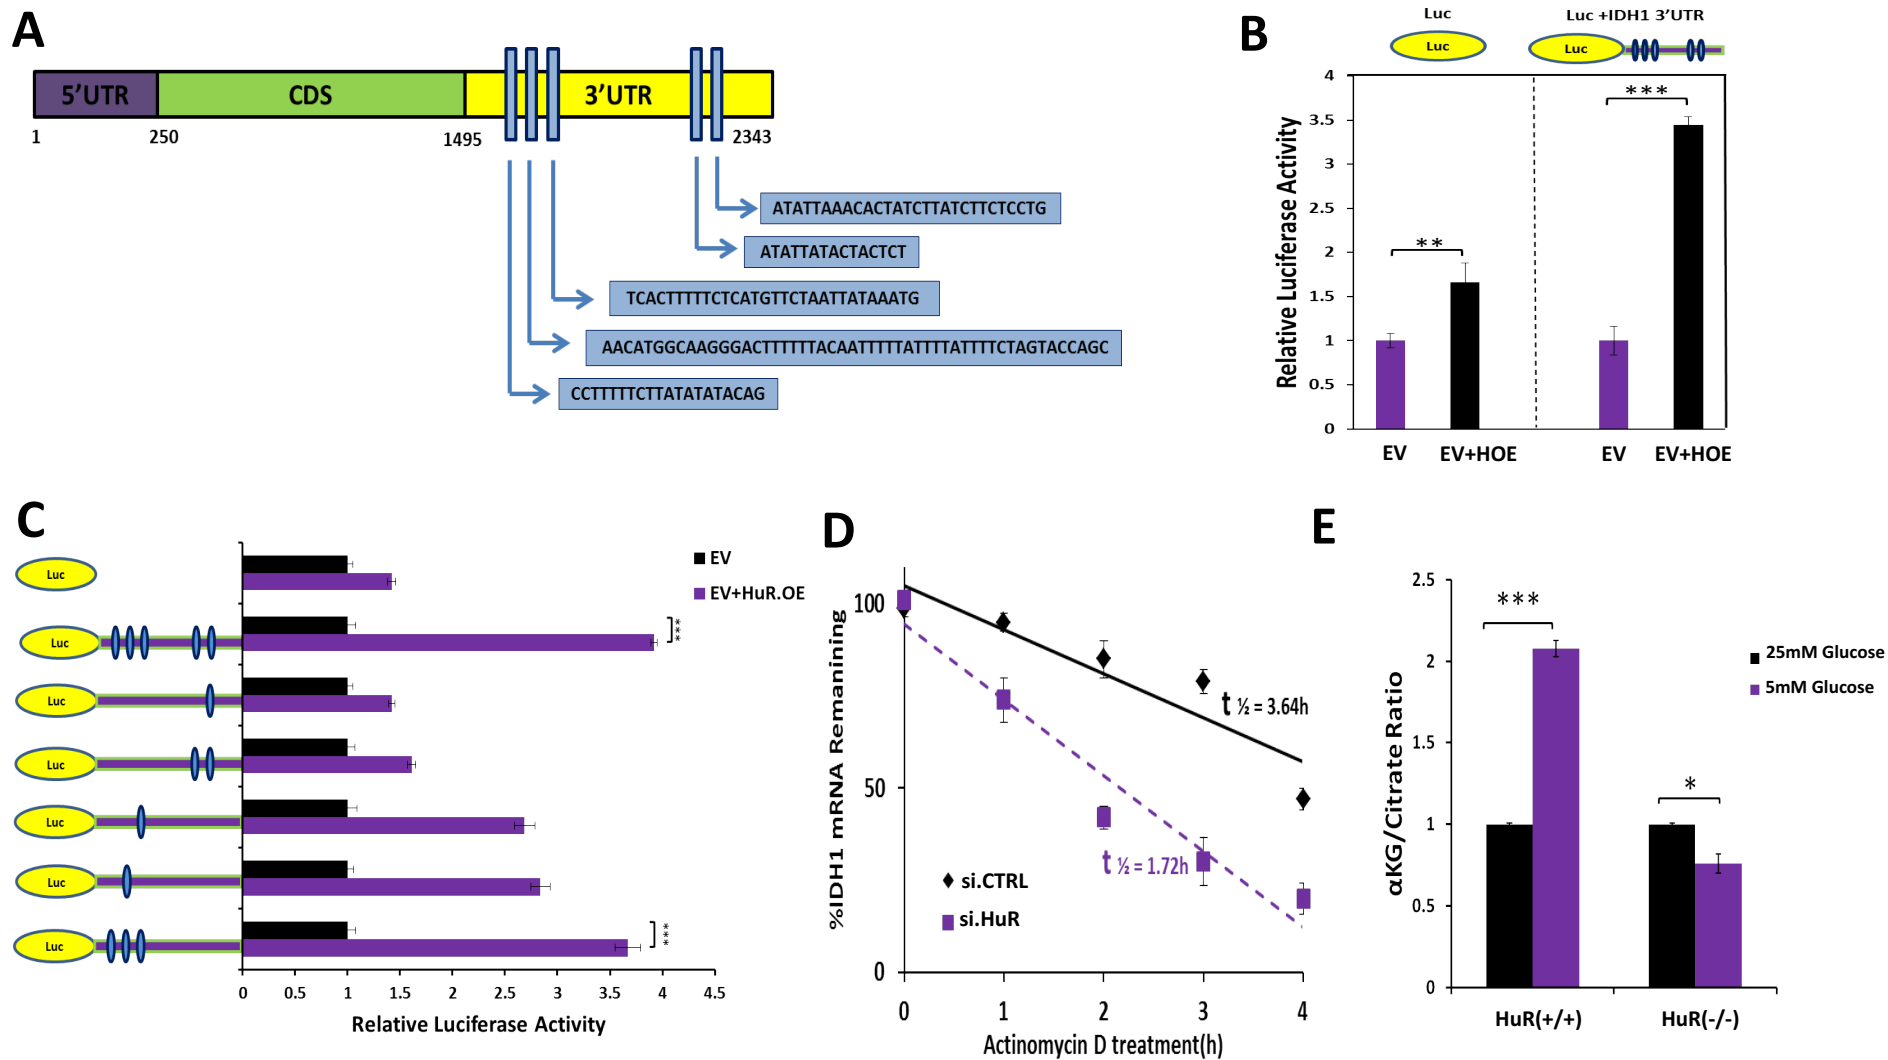 A
5'UTR CDS 3'UTR
1 250 1495 2343
ATATTAAACACTATCTTATCTTCTCCTG
ATATTATACTACTCT
TCACTTTTTCTCATGTTCTAATTATAAATG
AACATGGCAAGGGACTTTTTTACAATTTTTATTTTATTTTCTAGTACCAGC
CCTTTTTCTTATATATACAG
B
Luc Luc +IDH1 3'UTR
Luc Luc
Relative Luciferase Activity
4
3.5
3
2.5
2
1.5
1
0.5
0
**
***
EV EV+HOE EV EV+HOE
C
Luc
Luc
Luc
Luc
Luc
Luc
Luc
EV
EV+HuR.OE
***
***
0 0.5 1 1.5 2 2.5 3 3.5 4 4.5
Relative Luciferase Activity
D
%IDH1 mRNA Remanining
100
50
0
t ½ = 3.64h
t ½ = 1.72h
si.CTRL
si.HuR
0 1 2 3 4
Actinomycin D treatment(h)
E
αKG/Citrate Ratio
2.5
2
1.5
1
0.5
0
***
*
25mM Glucose
5mM Glucose
HuR(+/+) HuR(-/-)